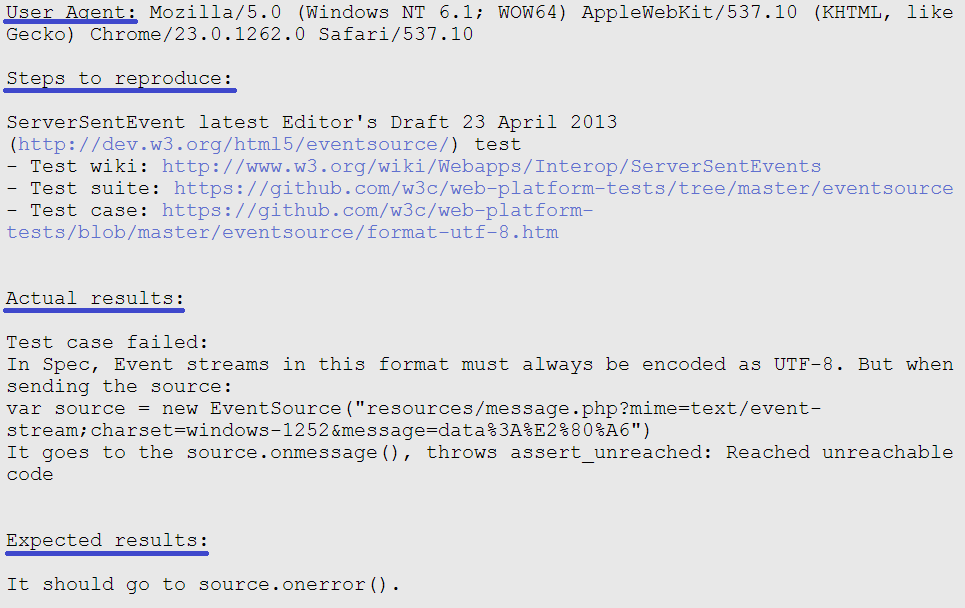 User Agent: Mozilla/5.0 (Windows NT 6.1; WOW64) AppleWebKit/537.10 (KHTML, like
Gecko) Chrome/23.0.1262.0 Safari/537.10
Steps to reproduce:
ServerSentEvent latest Editor's Draft 23 April 2013
(http://dev.w3.org/html5/eventsource/) test
- Test wiki: http://www.w3.org/wiki/Webapps/Interop/ServerSentEvents
- Test suite: https://github.com/w3c/web-platform-tests/tree/master/eventsource
- Test case: https://github.com/w3c/web-platform-
tests/blob/master/eventsource/format-utf-8.htm
Actual results:
Test case failed:
In Spec, Event streams in this format must always be encoded as UTF-8. But when
sending the source:
var source = new EventSource("resources/message.php?mime=text/event-
stream;charset=windows-1252&message=data%3A%E2%80%A6")
It goes to the source.onmessage(), throws assert_unreached: Reached unreachable
code
Expected results:
It should go to source.onerror().